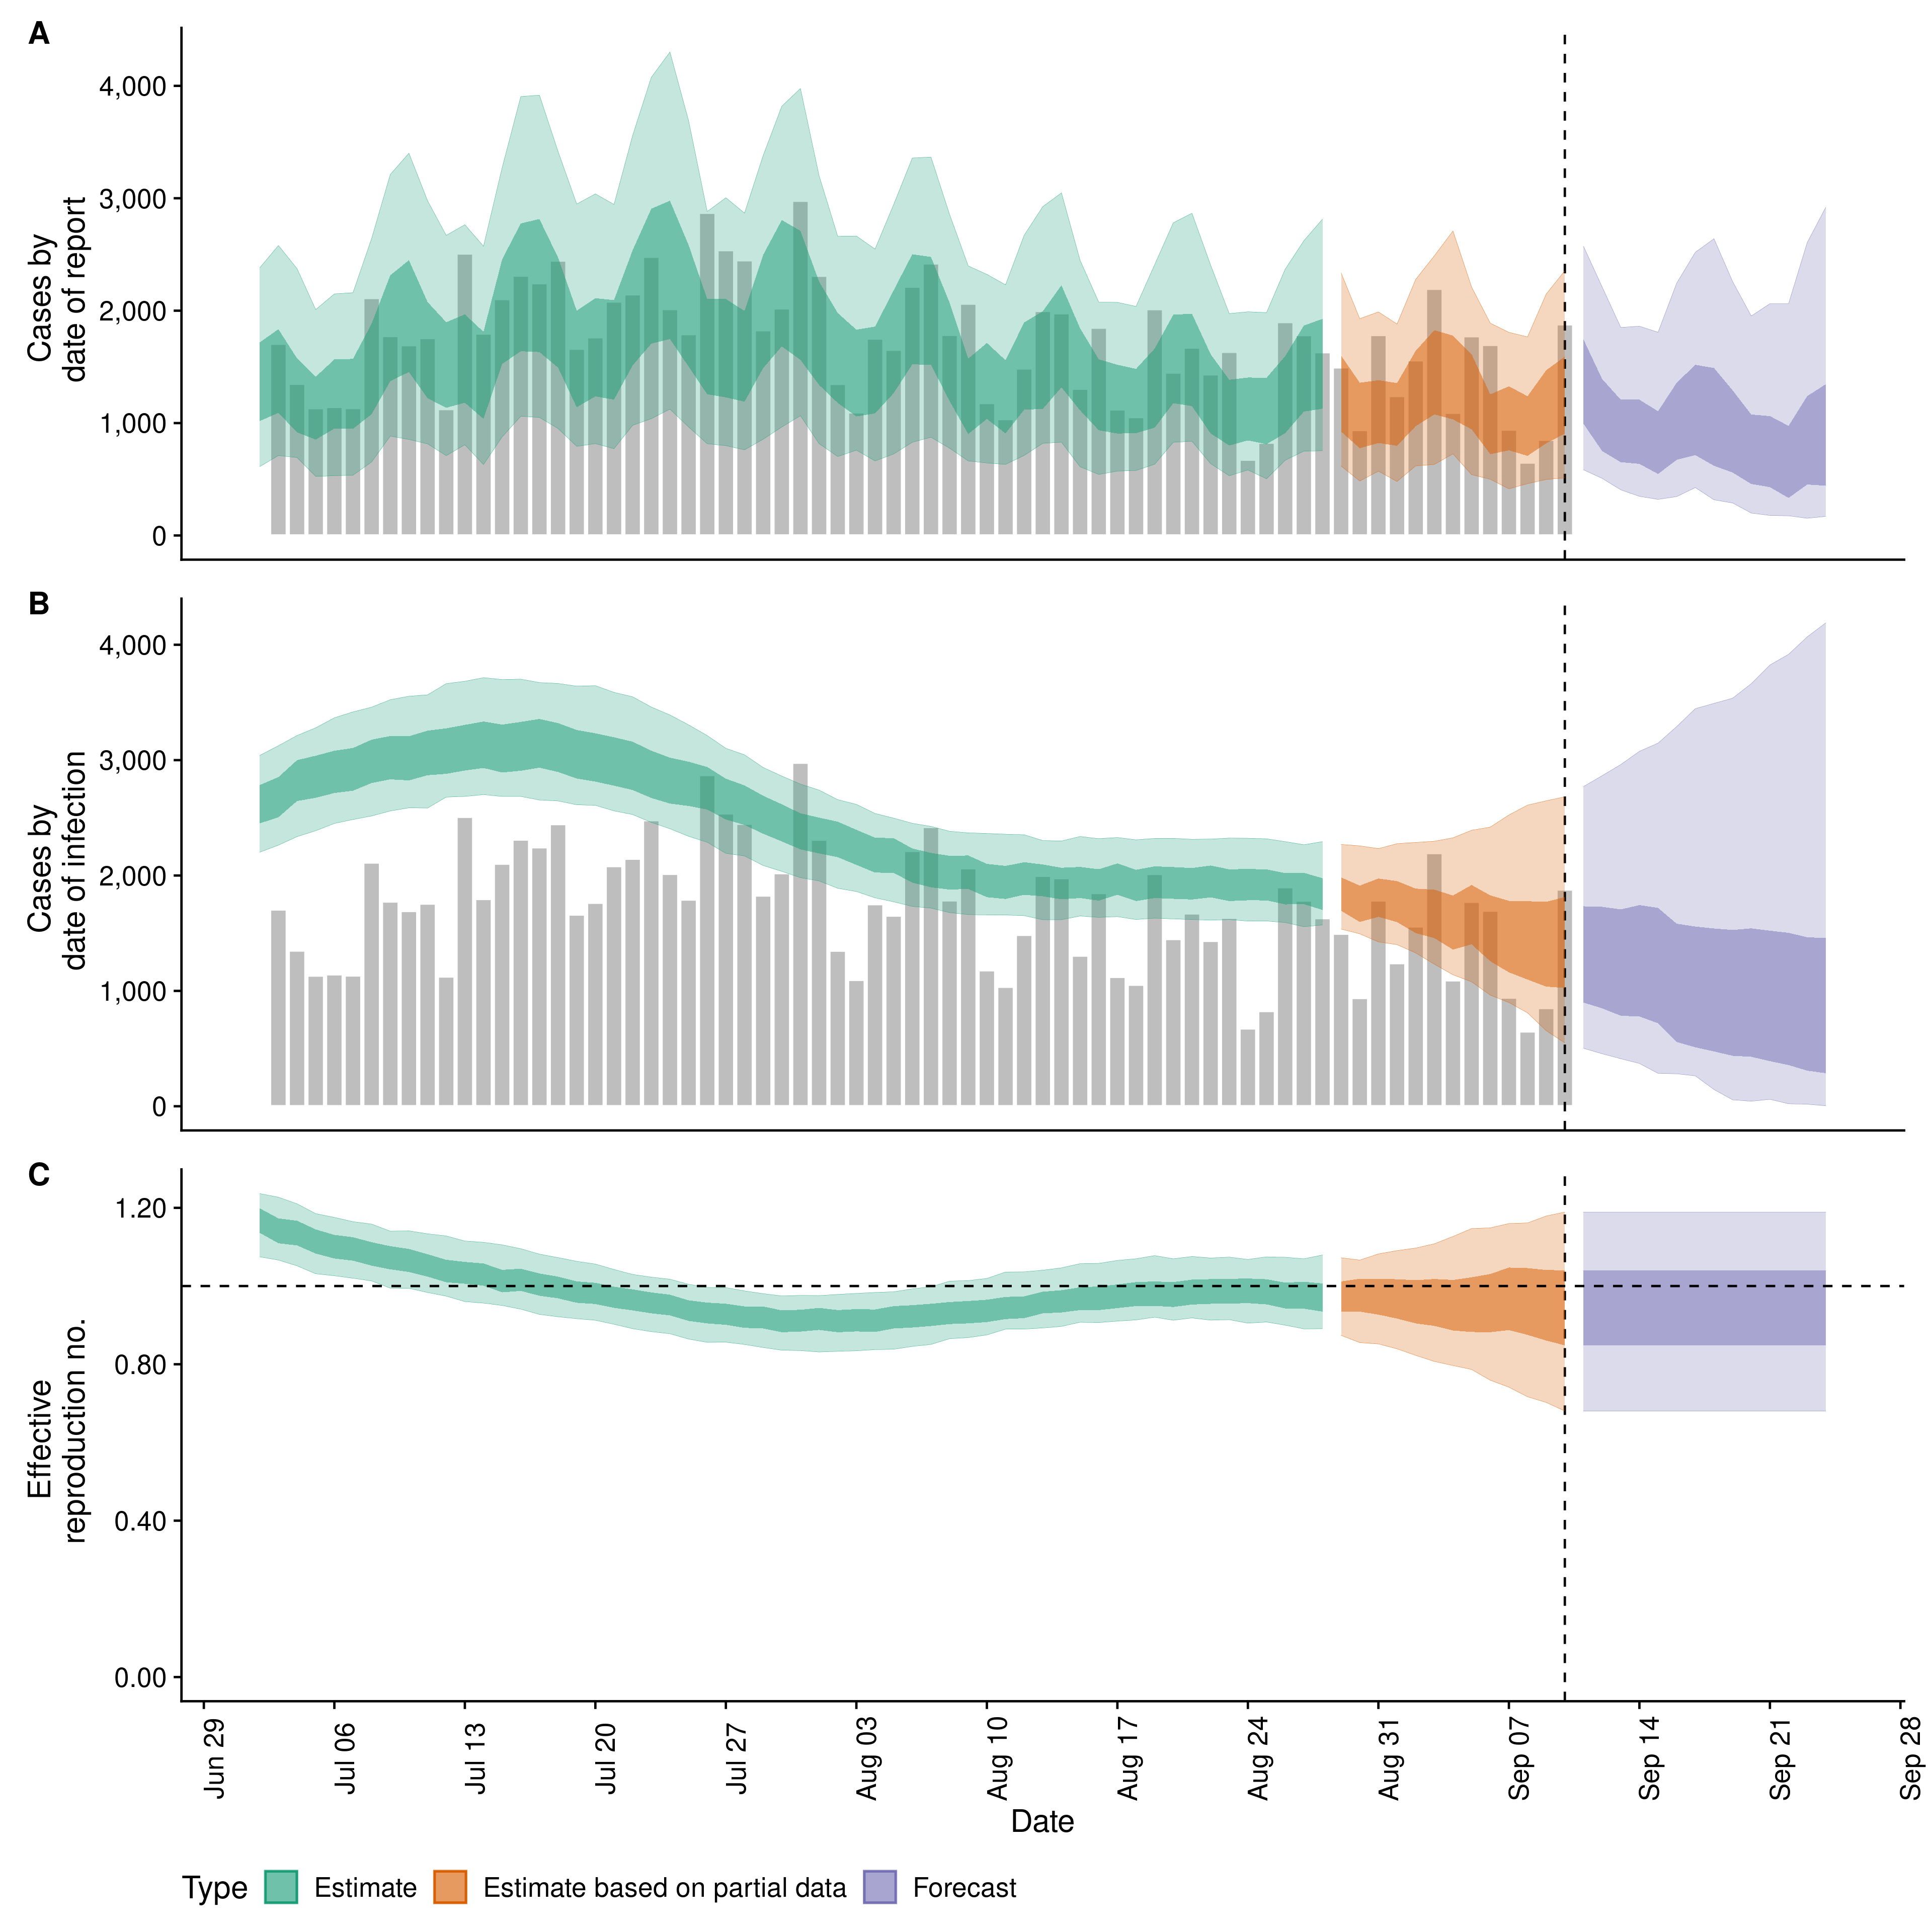 A
Cases by
date of report
4,000
3,000
2,000
1,000
0
B
Cases by
date of infection
4,000
3,000
2,000
1,000
0
C
Effective
reproduction no.
1.20
0.80
0.40
0.00
Jun 29
Jul 06
Jul 13
Jul 20
Jul 27
Aug 03
Aug 10
Aug 17
Aug 24
Aug 31
Sep 07
Sep 14
Sep 21
Sep 28
Date
Type Estimate Estimate based on partial data Forecast